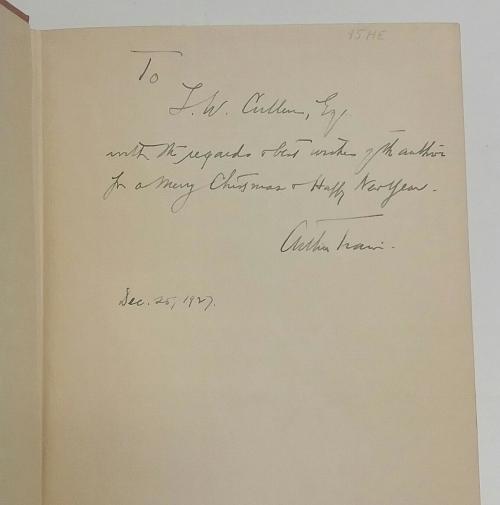 15HE
To
T. W. Cullen, Esq.
with the regards & best wishes of the author
for a Merry Christmas & Happy New Year.
Arthur Train.
Dec. 25, 1927.